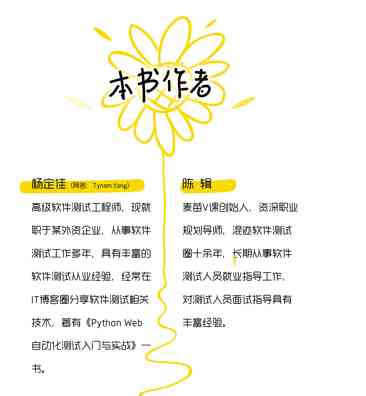 本书作者
杨定佳（网名：Tynam.Yang）
高级软件测试工程师，现就
职于某外资企业，从事软件
测试工作多年，具有丰富的
软件测试从业经验，经常在
IT博客圈分享软件测试相关
技术，著有《Python Web
自动化测试入门与实战》一
书。
陈 辑
麦苗V课创始人，资深职业
规划导师，混迹软件测试
圈十余年，长期从事软件
测试人员就业指导工作，
对测试人员面试指导具有
丰富经验。